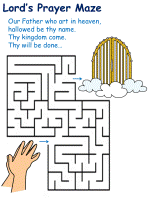 Lord's Prayer Maze
Our Father who art in heaven,
hallowed be thy name.
Thy kingdom come.
Thy will be done...